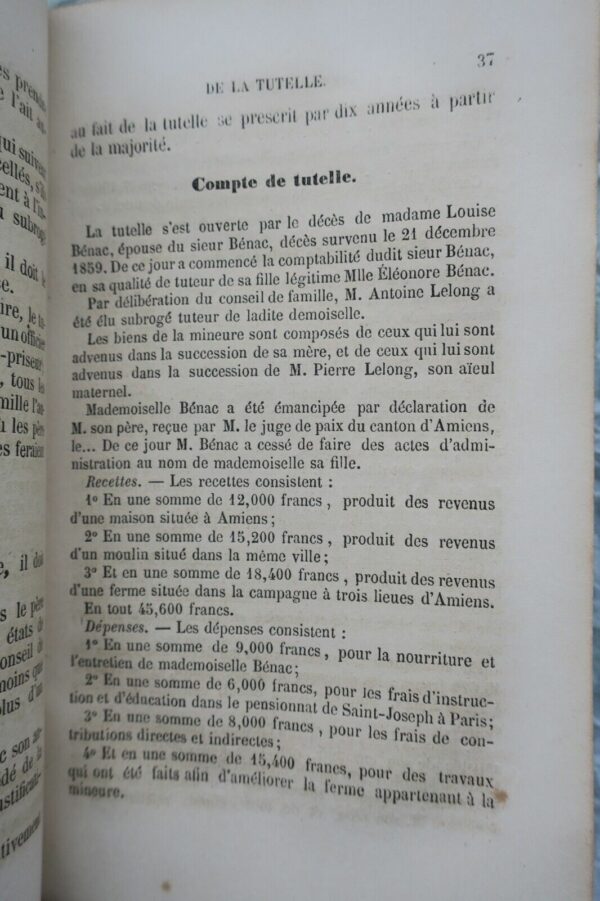 DE LA TUTELLE.
37
au fait de la tutelle se prescrit par dix années à partir
de la majorité.
Compte de tutelle.
La tutelle s'est ouverte par le décès de madame Louise
Bénac, épouse du sieur Bénac, décès survenu le 21 décembre
1859. De ce jour a commencé la comptabilité dudit sieur Bénac,
en sa qualité de tuteur de sa fille légitime Mlle Éléonore Bénac.
Par délibération du conseil de famille, M. Antoine Lelong a
été élu subrogé tuteur de ladite demoiselle.
Les biens de la mineure sont composés de ceux qui lui sont
advenus dans la succession de sa mère, et de ceux qui lui sont
advenus dans la succession de M. Pierre Lelong, son aïeul
maternel.
Mademoiselle Bénac a été émancipée par déclaration de
M. son père, reçue par M. le juge de paix du canton d'Amiens,
le... De ce jour M. Bénac a cessé de faire des actes d'admi-
nistration au nom de mademoiselle sa fille.
Recettes. — Les recettes consistent :
1° En une somme de 12,000 francs, produit des revenus
d'une maison située à Amiens ;
2° En une somme de 15,200 francs, produit des revenus
d'un moulin situé dans la même ville ;
3° Et en une somme de 18,400 francs, produit des revenus
d'une ferme située dans la campagne à trois lieues d'Amiens.
En tout 45,600 francs.
Dépenses. — Les dépenses consistent :
1° En une somme de 9,000 francs, pour la nourriture et
l'entretien de mademoiselle Bénac ;
2° En une somme de 6,000 francs, pour les frais d'instruc-
tion et d'éducation dans le pensionnat de Saint-Joseph à Paris ;
3° En une somme de 8,000 francs, pour les frais de con-
tributions directes et indirectes ;
4° Et en une somme de 15,400 francs, pour des travaux
qui ont été faits afin d'améliorer la ferme appartenant à la
mineure.